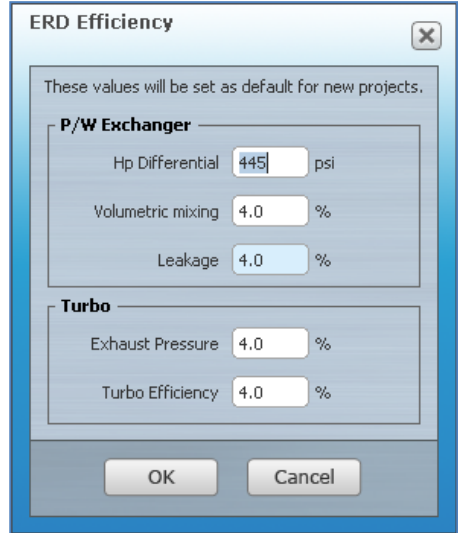 ERD Efficiency
These values will be set as default for new projects.
P/W Exchanger
Hp Differential 445 psi
Volumetric mixing 4.0 %
Leakage 4.0 %
Turbo
Exhaust Pressure 4.0 %
Turbo Efficiency 4.0 %
OK Cancel